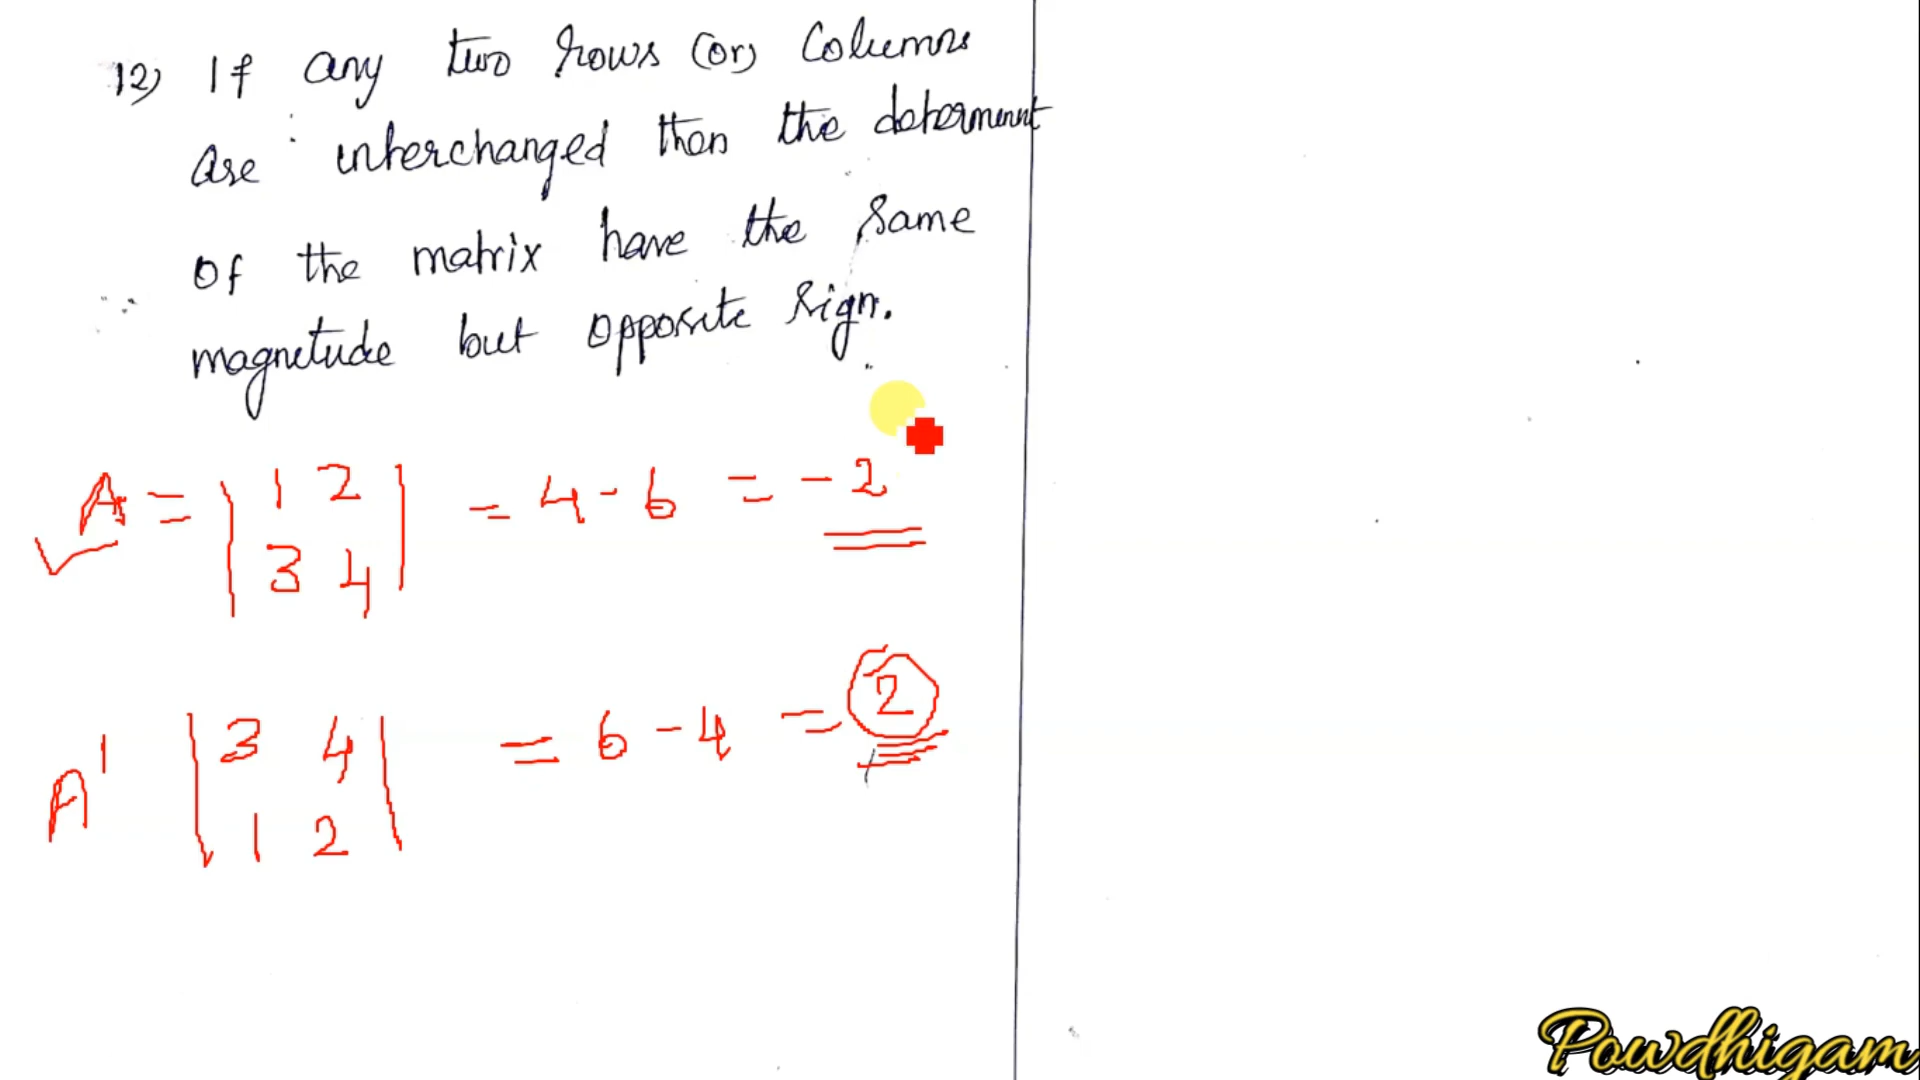 12) If any two rows (or) Columns
are interchanged then the determinant
of the matrix have the same
magnitude but opposite sign.
A = | 1 2 | = 4 - 6 = - 2
| 3 4 |
A' | 3 4 | = 6 - 4 = 2
| 1 2 |
Powdhigam